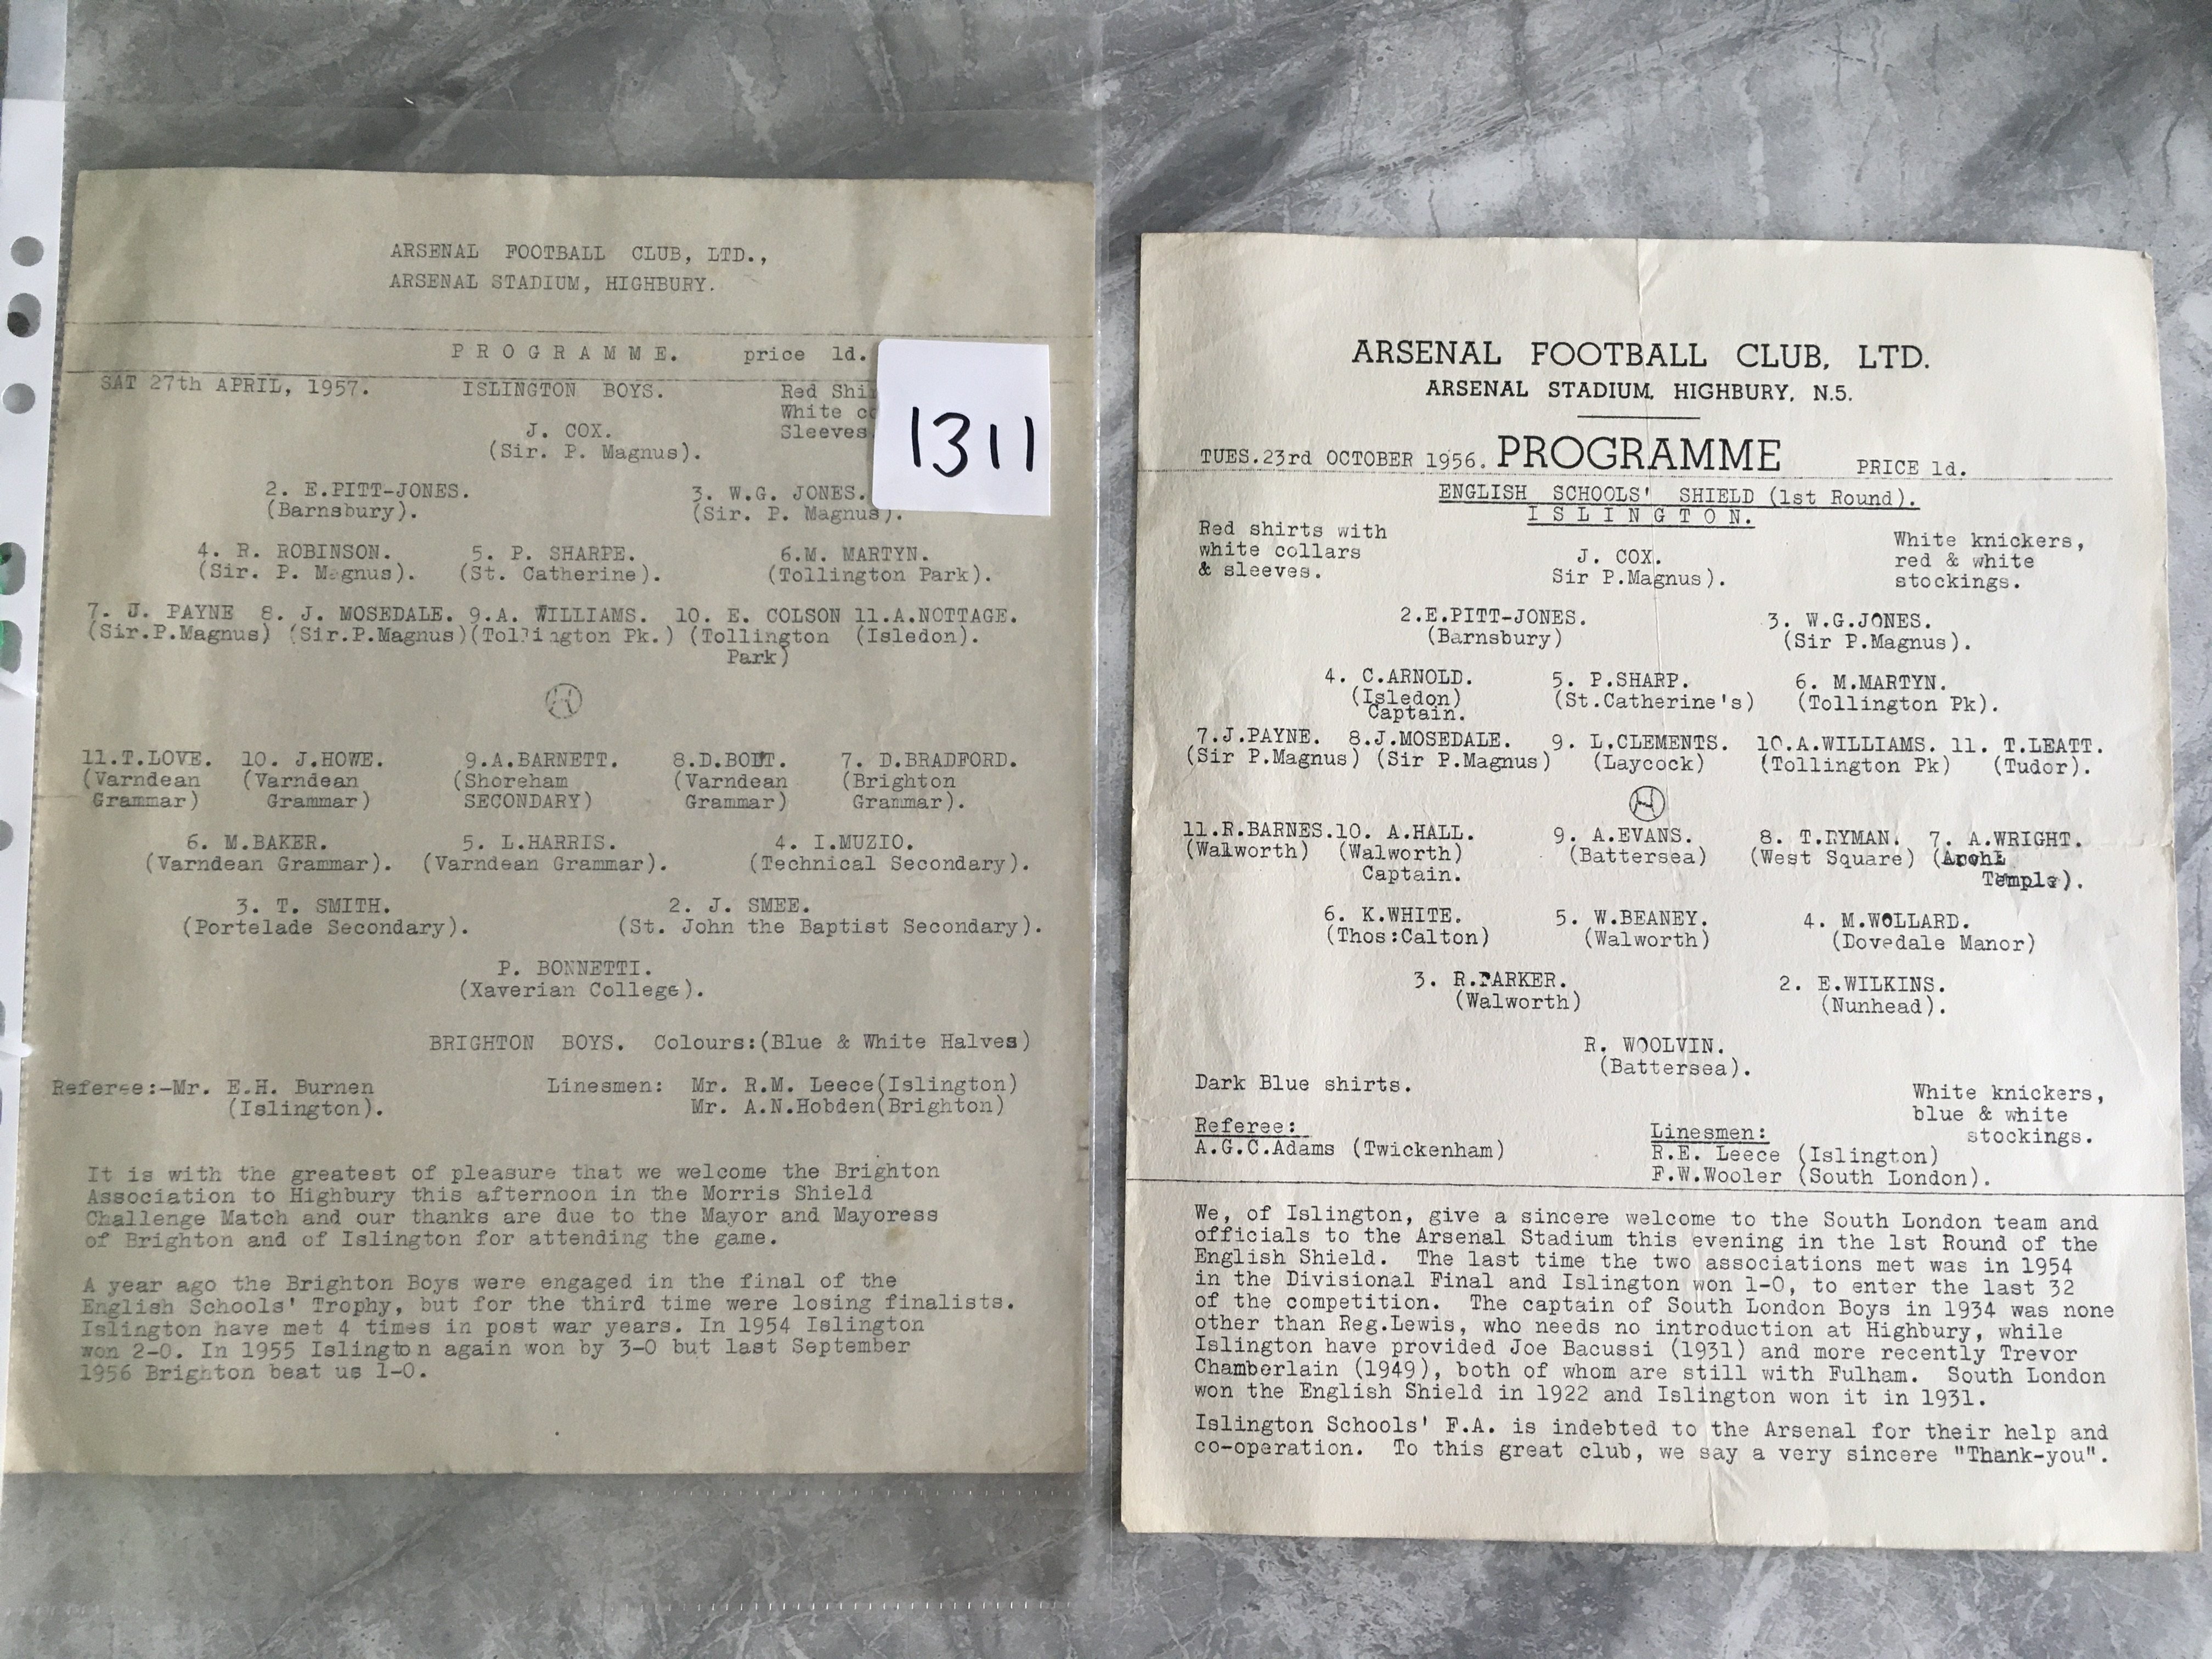 ARSENAL FOOTBALL CLUB, LTD.,
ARSENAL STADIUM, HIGHBURY.
PROGRAMME. price 1d.
SAT 27th APRIL, 1957. ISLINGTON BOYS. Red
White
Sleeves
J. COX.
(Sir. P. Magnus).
1311
2. E.PITT-JONES. 3. W.G. JONES.
(Barnsbury). (Sir. P. Magnus).
4. R. ROBINSON. 5. P. SHARPE. 6.M. MARTYN.
(Sir. P. Magnus). (St. Catherine). (Tollington Park).
7. J. PAYNE 8. J. MOSEDALE. 9.A. WILLIAMS. 10. E. COLSON 11.A.NOTTAGE.
(Sir.P.Magnus) (Sir.P.Magnus) (Tollington Pk.) (Tollington (Isledon).
Park)
H
11.T.LOVE. 10. J.HOWE. 9.A.BARNETT. 8.D.BOLT. 7. D.BRADFORD.
(Varndean (Varndean (Shoreham (Varndean (Brighton
Grammar) Grammar) SECONDARY) Grammar) Grammar).
6. M.BAKER. 5. L.HARRIS. 4. I.MUZIO.
(Varndean Grammar). (Varndean Grammar). (Technical Secondary).
3. T. SMITH. 2. J. SMEE.
(Portelade Secondary). (St. John the Baptist Secondary).
P. BONNETTI.
(Xaverian College).
BRIGHTON BOYS. Colours:(Blue & White Halves)
Referee:-Mr. E.H. Burnen Linesmen: Mr. R.M. Leece(Islington)
(Islington). Mr. A.N.Hobden(Brighton)
It is with the greatest of pleasure that we welcome the Brighton
Association to Highbury this afternoon in the Morris Shield
Challenge Match and our thanks are due to the Mayor and Mayoress
of Brighton and of Islington for attending the game.
A year ago the Brighton Boys were engaged in the final of the
English Schools' Trophy, but for the third time were losing finalists.
Islington have met 4 times in post war years. In 1954 Islington
won 2-0. In 1955 Islington again won by 3-0 but last September
1956 Brighton beat us 1-0.
ARSENAL FOOTBALL CLUB, LTD.
ARSENAL STADIUM, HIGHBURY, N.5.
TUES.23rd OCTOBER 1956. PROGRAMME PRICE 1d.
ENGLISH SCHOOLS' SHIELD (1st Round).
ISLINGTON.
Red shirts with
white collars
& sleeves.
J. COX.
Sir P.Magnus).
White knickers,
red & white
stockings.
2.E.PITT-JONES. 3. W.G.JONES.
(Barnsbury) (Sir P.Magnus).
4. C.ARNOLD. 5. P.SHARP. 6. M.MARTYN.
(Isledon) (St.Catherine's) (Tollington Pk).
Captain.
7.J.PAYNE. 8.J.MOSEDALE. 9. L.CLEMENTS. 10.A.WILLIAMS. 11. T.LEATT.
(Sir P.Magnus) (Sir P.Magnus) (Laycock) (Tollington Pk) (Tudor).
H
11.R.BARNES.10. A.HALL. 9. A.EVANS. 8. T.RYMAN. 7. A.WRIGHT.
(Walworth) (Walworth) (Battersea) (West Square)
Captain. Temple).
6. K.WHITE. 5. W.BEANEY. 4. M.WOLLARD.
(Thos:Calton) (Walworth) (Dovedale Manor)
3. R.PARKER. 2. E.WILKINS.
(Walworth) (Nunhead).
R. WOOLVIN.
(Battersea).
Dark Blue shirts.
White knickers,
blue & white
stockings.
Referee:
A.G.C.Adams (Twickenham)
Linesmen:
R.E. Leece (Islington)
F.W.Wooler (South London).
We, of Islington, give a sincere welcome to the South London team and
officials to the Arsenal Stadium this evening in the 1st Round of the
English Shield. The last time the two associations met was in 1954
in the Divisional Final and Islington won 1-0, to enter the last 32
of the competition. The captain of South London Boys in 1934 was none
other than Reg.Lewis, who needs no introduction at Highbury, while
Islington have provided Joe Bacussi (1931) and more recently Trevor
Chamberlain (1949), both of whom are still with Fulham. South London
won the English Shield in 1922 and Islington won it in 1931.
Islington Schools' F.A. is indebted to the Arsenal for their help and
co-operation. To this great club, we say a very sincere "Thank-you".